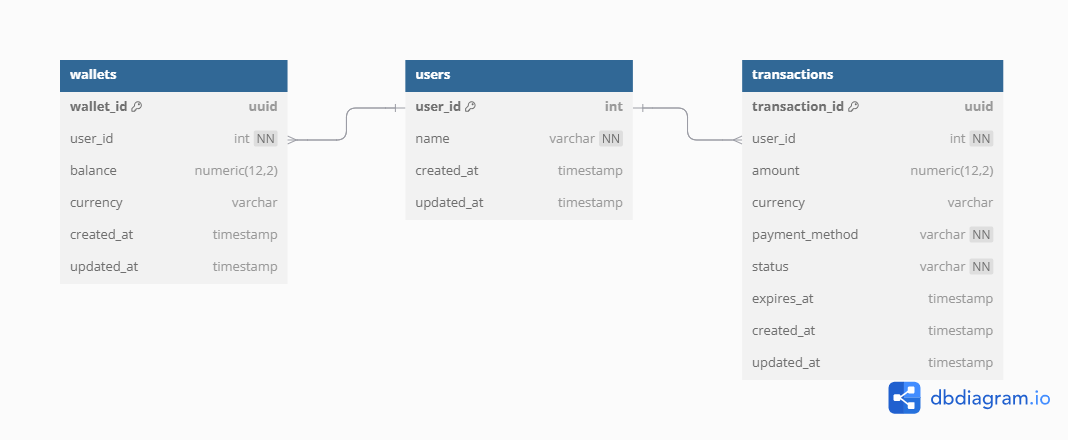 wallets
wallet_id uuid
user_id int NN
balance numeric(12,2)
currency varchar
created_at timestamp
updated_at timestamp
users
user_id int
name varchar NN
created_at timestamp
updated_at timestamp
transactions
transaction_id uuid
user_id int NN
amount numeric(12,2)
currency varchar
payment_method varchar NN
status varchar NN
expires_at timestamp
created_at timestamp
updated_at timestamp
dbdiagram.io